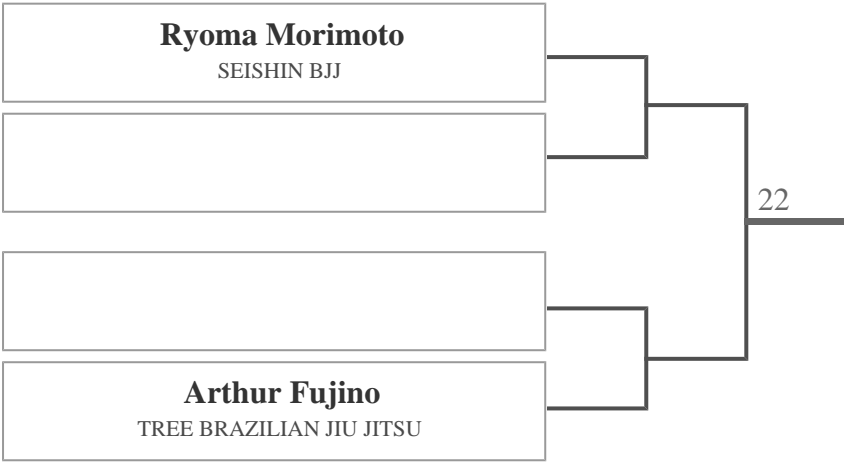 Ryoma Morimoto
SEISHIN BJJ
22
Arthur Fujino
TREE BRAZILIAN JIU JITSU